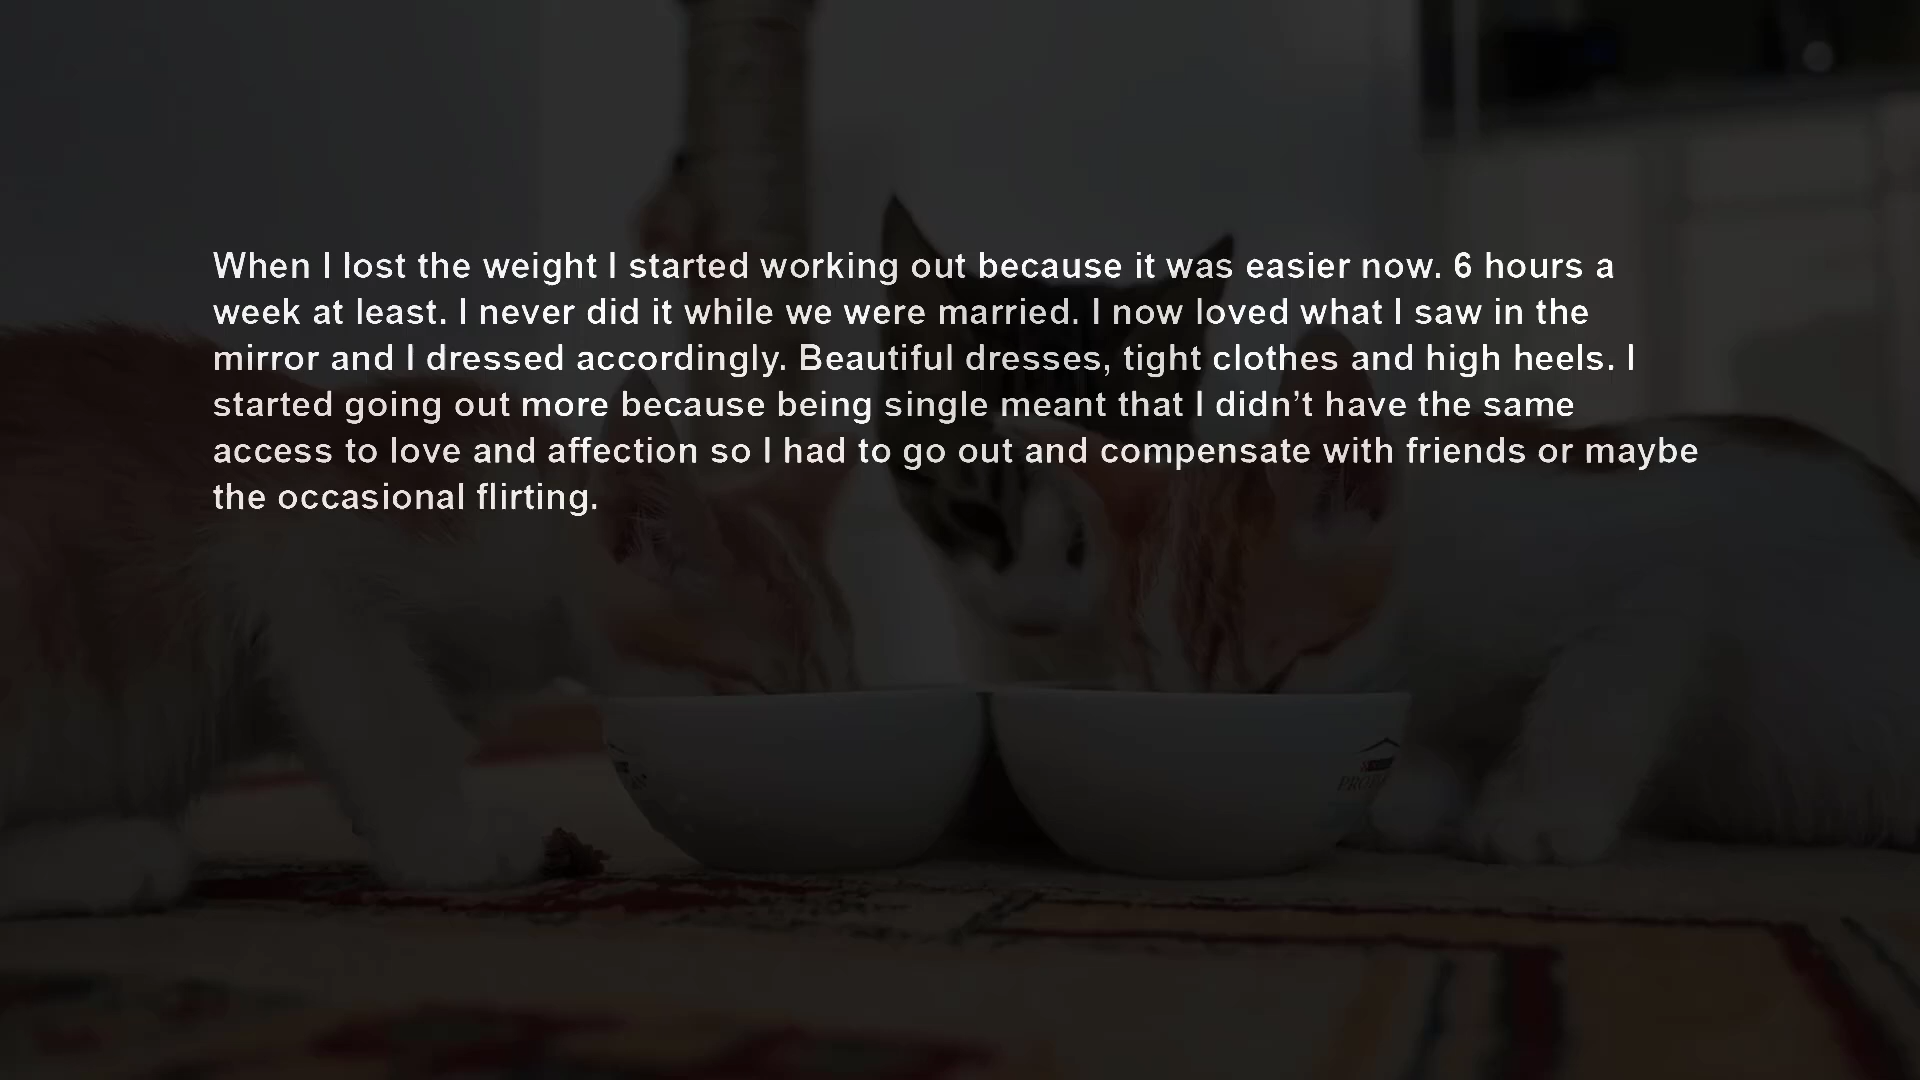 When I lost the weight I started working out because it was easier now. 6 hours a
week at least. I never did it while we were married. I now loved what I saw in the
mirror and I dressed accordingly. Beautiful dresses, tight clothes and high heels. I
started going out more because being single meant that I didn’t have the same
access to love and affection so I had to go out and compensate with friends or maybe
the occasional flirting.